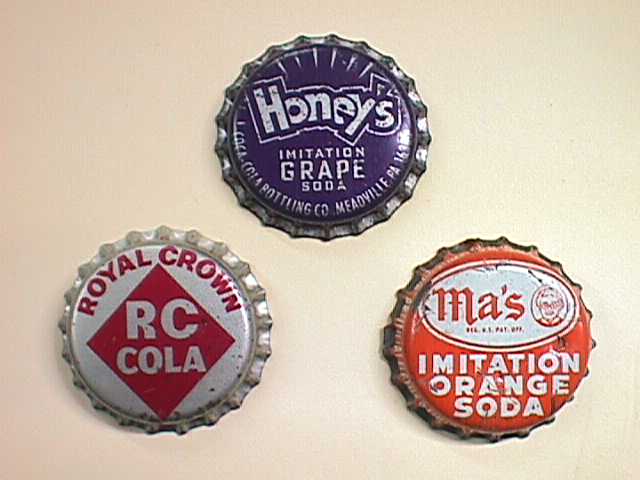 Honey's
IMITATION
GRAPE
SODA
COCA-COLA BOTTLING CO. MEADVILLE PA.
ROYAL CROWN
RC
COLA
Ma's
REG. U.S. PAT. OFF.
IMITATION
ORANGE
SODA